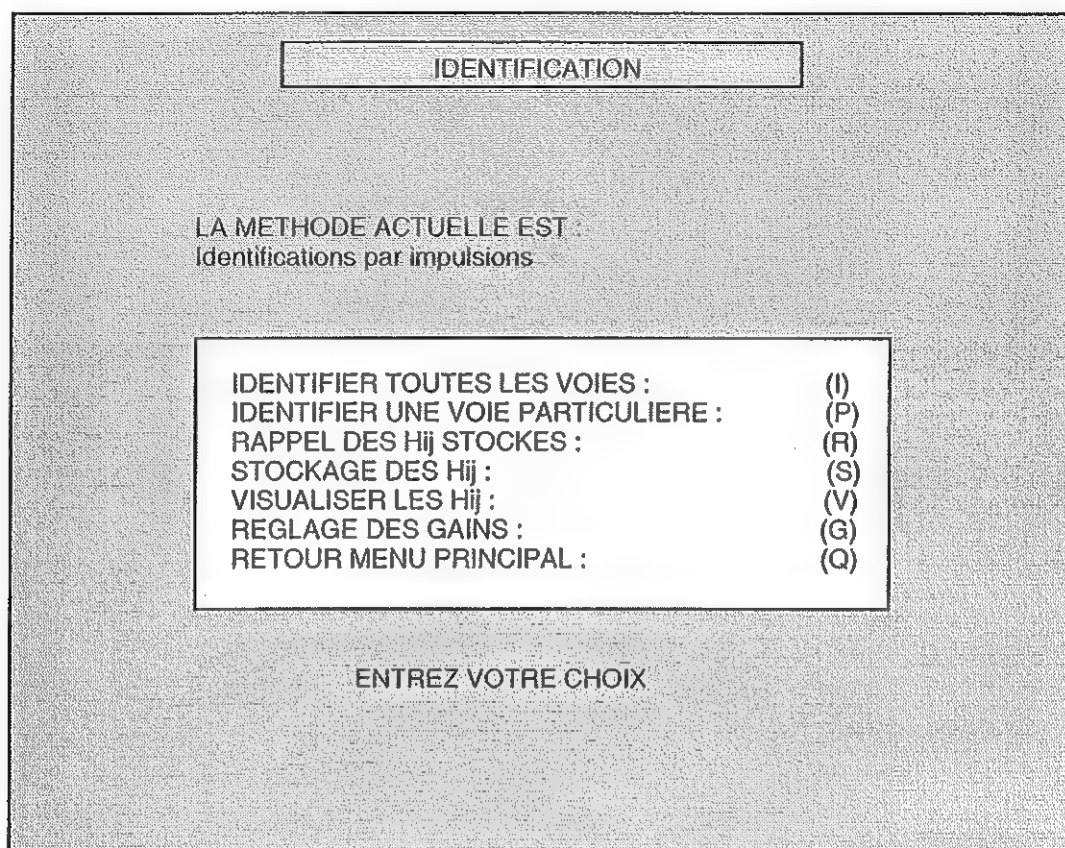 IDENTIFICATION
LA METHODE ACTUELLE EST :
Identifications par impulsions
IDENTIFIER TOUTES LES VOIES : (I)
IDENTIFIER UNE VOIE PARTICULIERE : (P)
RAPPEL DES Hij STOCKES : (R)
STOCKAGE DES Hij : (S)
VISUALISER LES Hij : (V)
REGLAGE DES GAINS : (G)
RETOUR MENU PRINCIPAL : (Q)
ENTREZ VOTRE CHOIX